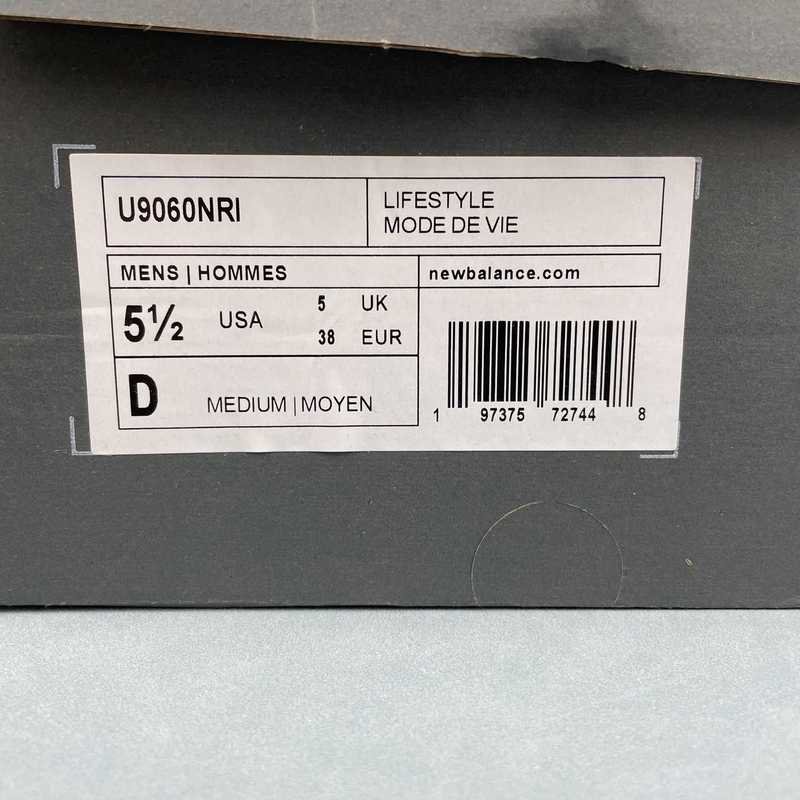 U9060NRI
LIFESTYLE
MODE DE VIE
MENS | HOMMES
newbalance.com
5½ USA
5 UK
38 EUR
D MEDIUM | MOYEN
1 97375 72744 8